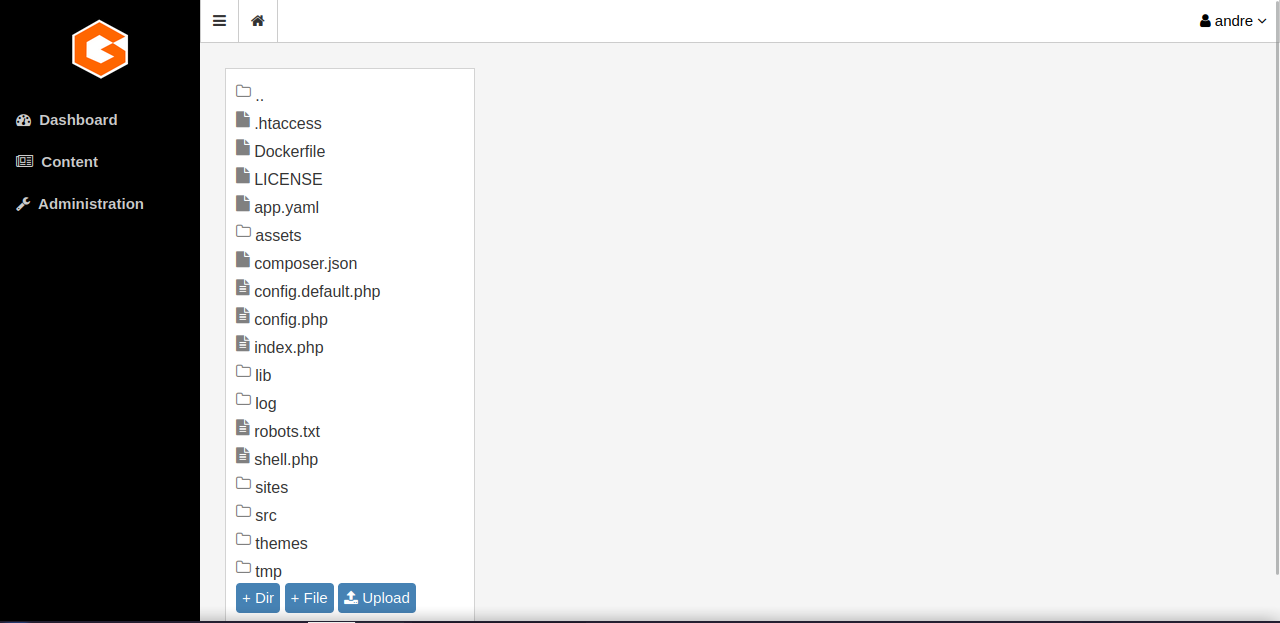 andre
Dashboard
Content
Administration
..
.htaccess
Dockerfile
LICENSE
app.yaml
assets
composer.json
config.default.php
config.php
index.php
lib
log
robots.txt
shell.php
sites
src
themes
tmp
+ Dir + File Upload